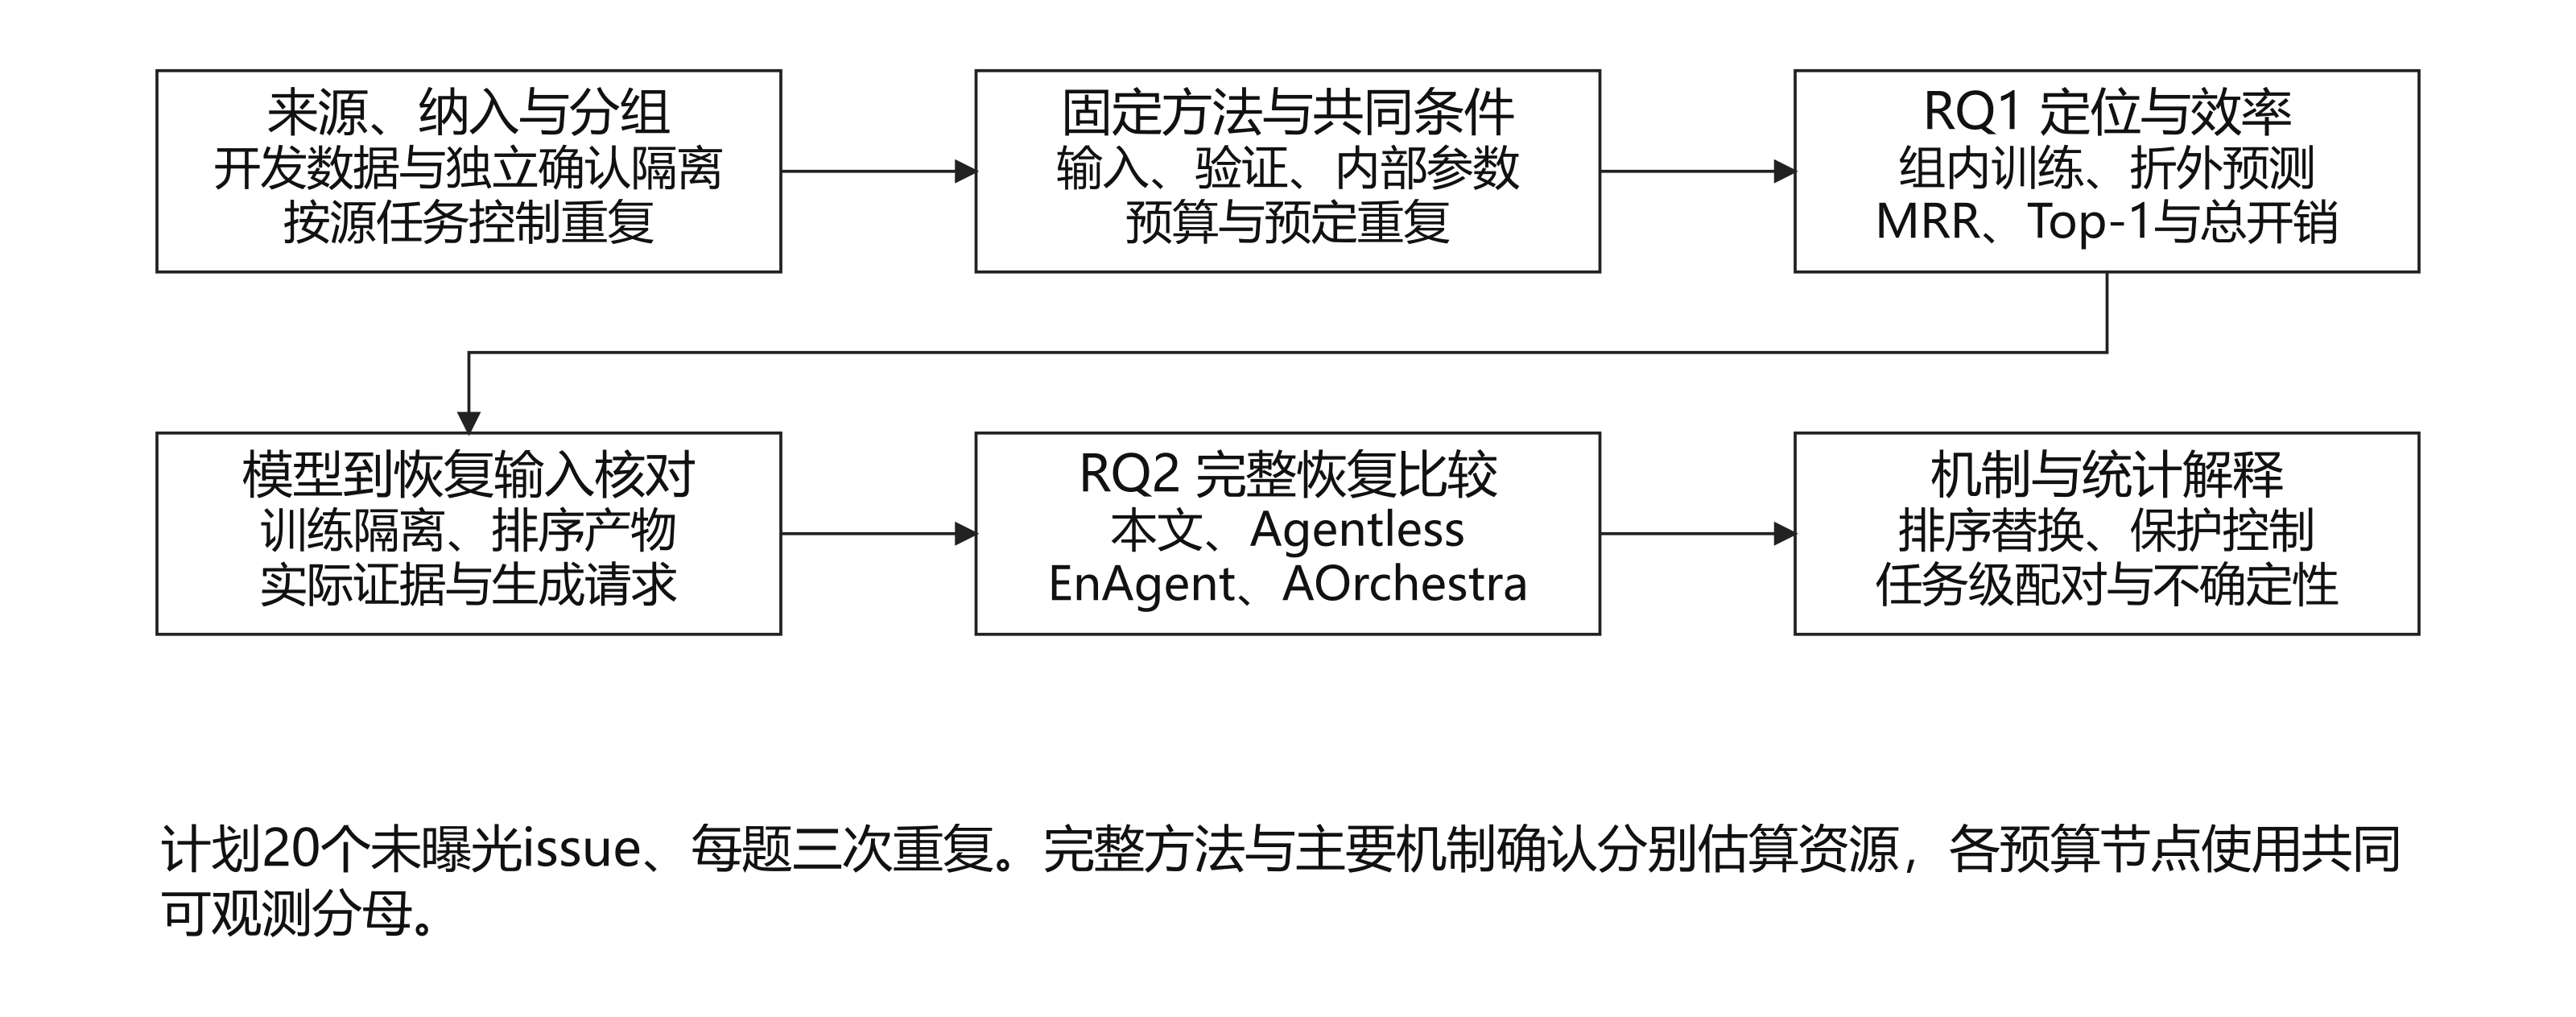 来源、纳入与分组
开发数据与独立确认隔离
按源任务控制重复
固定方法与共同条件
输入、验证、内部参数
预算与预定重复
RQ1 定位与效率
组内训练、折外预测
MRR、Top-1与总开销
模型到恢复输入核对
训练隔离、排序产物
实际证据与生成请求
RQ2 完整恢复比较
本文、Agentless
EnAgent、AOrchestra
机制与统计解释
排序替换、保护控制
任务级配对与不确定性
计划20个未曝光issue、每题三次重复。完整方法与主要机制确认分别估算资源，各预算节点使用共同
可观测分母。